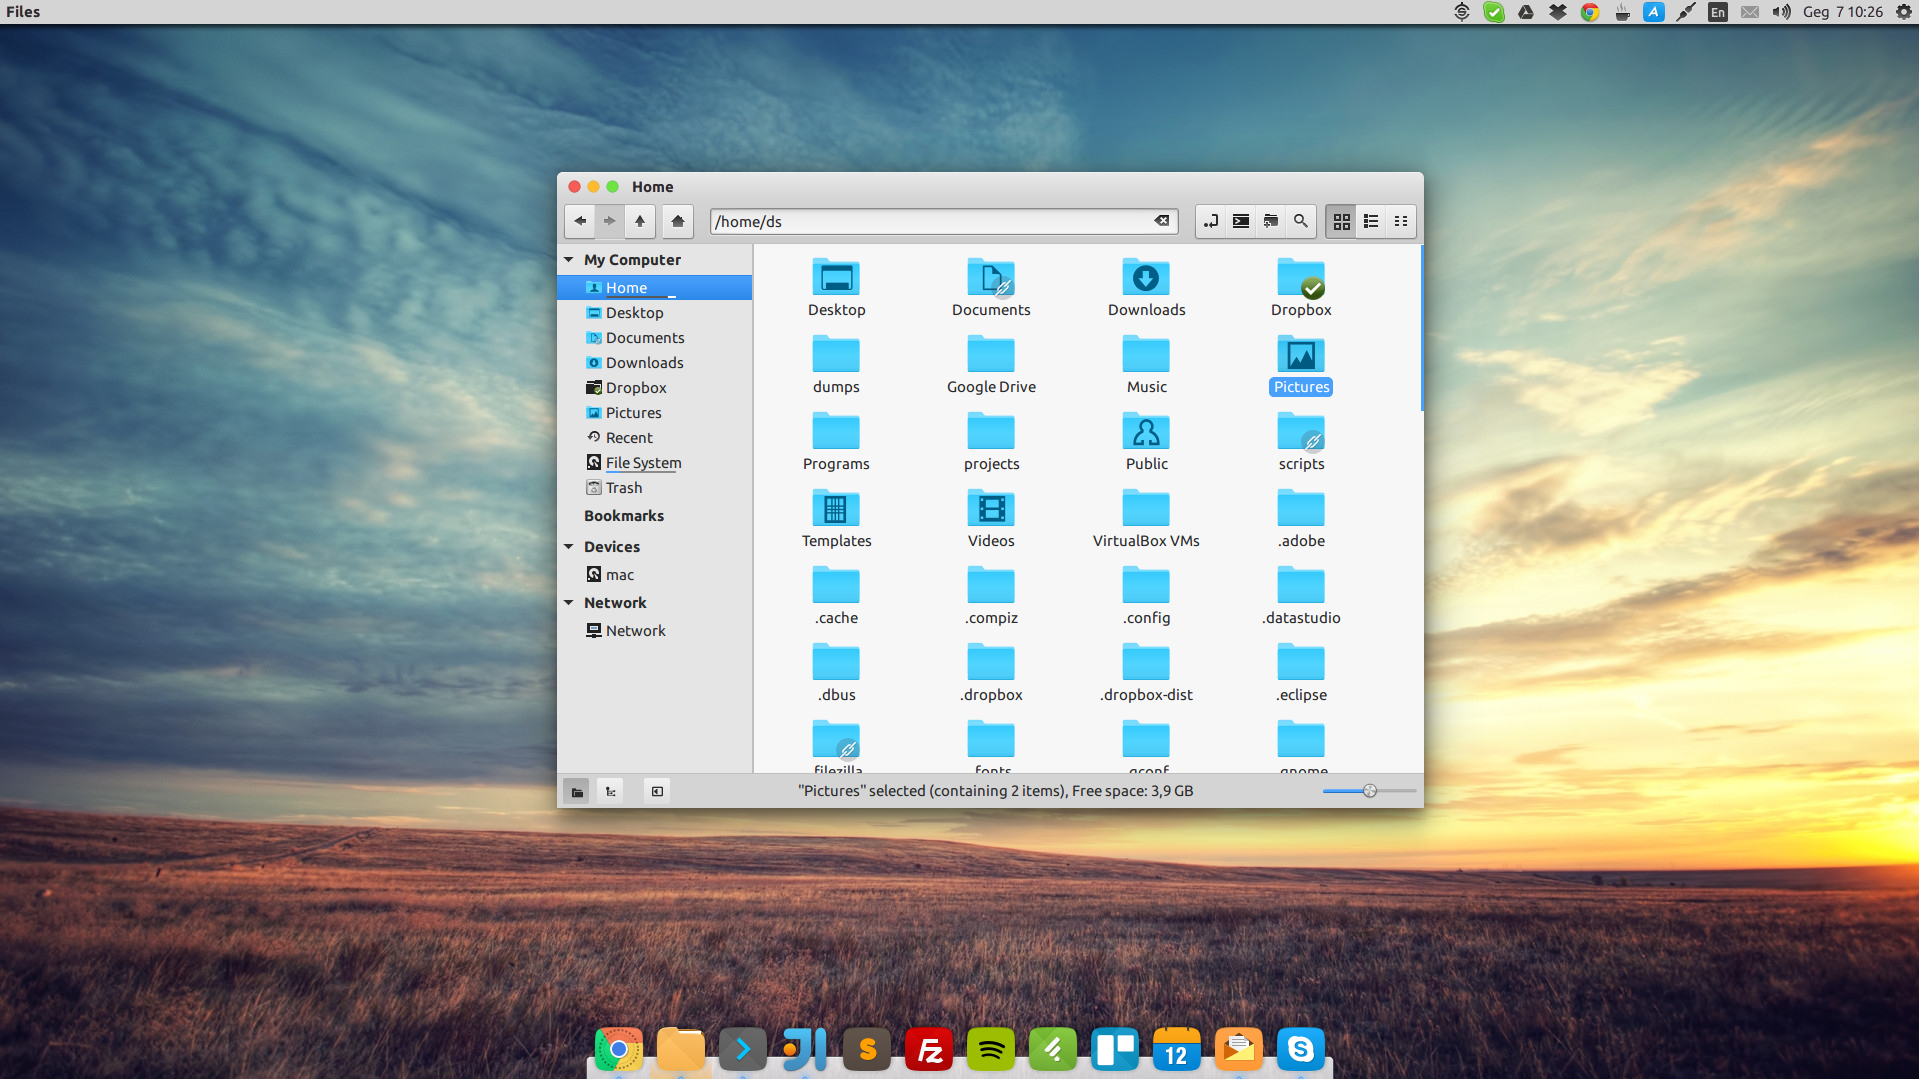 Files
En
Geg 7 10:26
Home
/home/ds
My Computer
Home
Desktop
Documents
Downloads
Dropbox
Pictures
Recent
File System
Trash
Bookmarks
Devices
mac
Network
Network
Desktop
Documents
Downloads
Dropbox
dumps
Google Drive
Music
Pictures
Programs
projects
Public
scripts
Templates
Videos
VirtualBox VMs
.adobe
.cache
.compiz
.config
.datastudio
.dbus
.dropbox
.dropbox-dist
.eclipse
.filezilla
.fonts
.gconf
.gnome
"Pictures" selected (containing 2 items), Free space: 3,9 GB
12